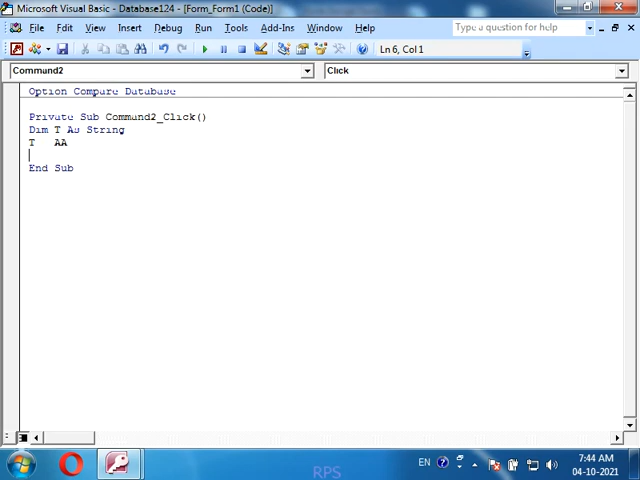 Microsoft Visual Basic - Database124 - [Form_Form1 (Code)]
File Edit View Insert Debug Run Tools Add-Ins Window Help
Type a question for help
Ln 6, Col 1
Command2
Click
Option Compare Database
Private Sub Command2_Click()
Dim T As String
T AA
End Sub
EN
7:44 AM
04-10-2021
RPS